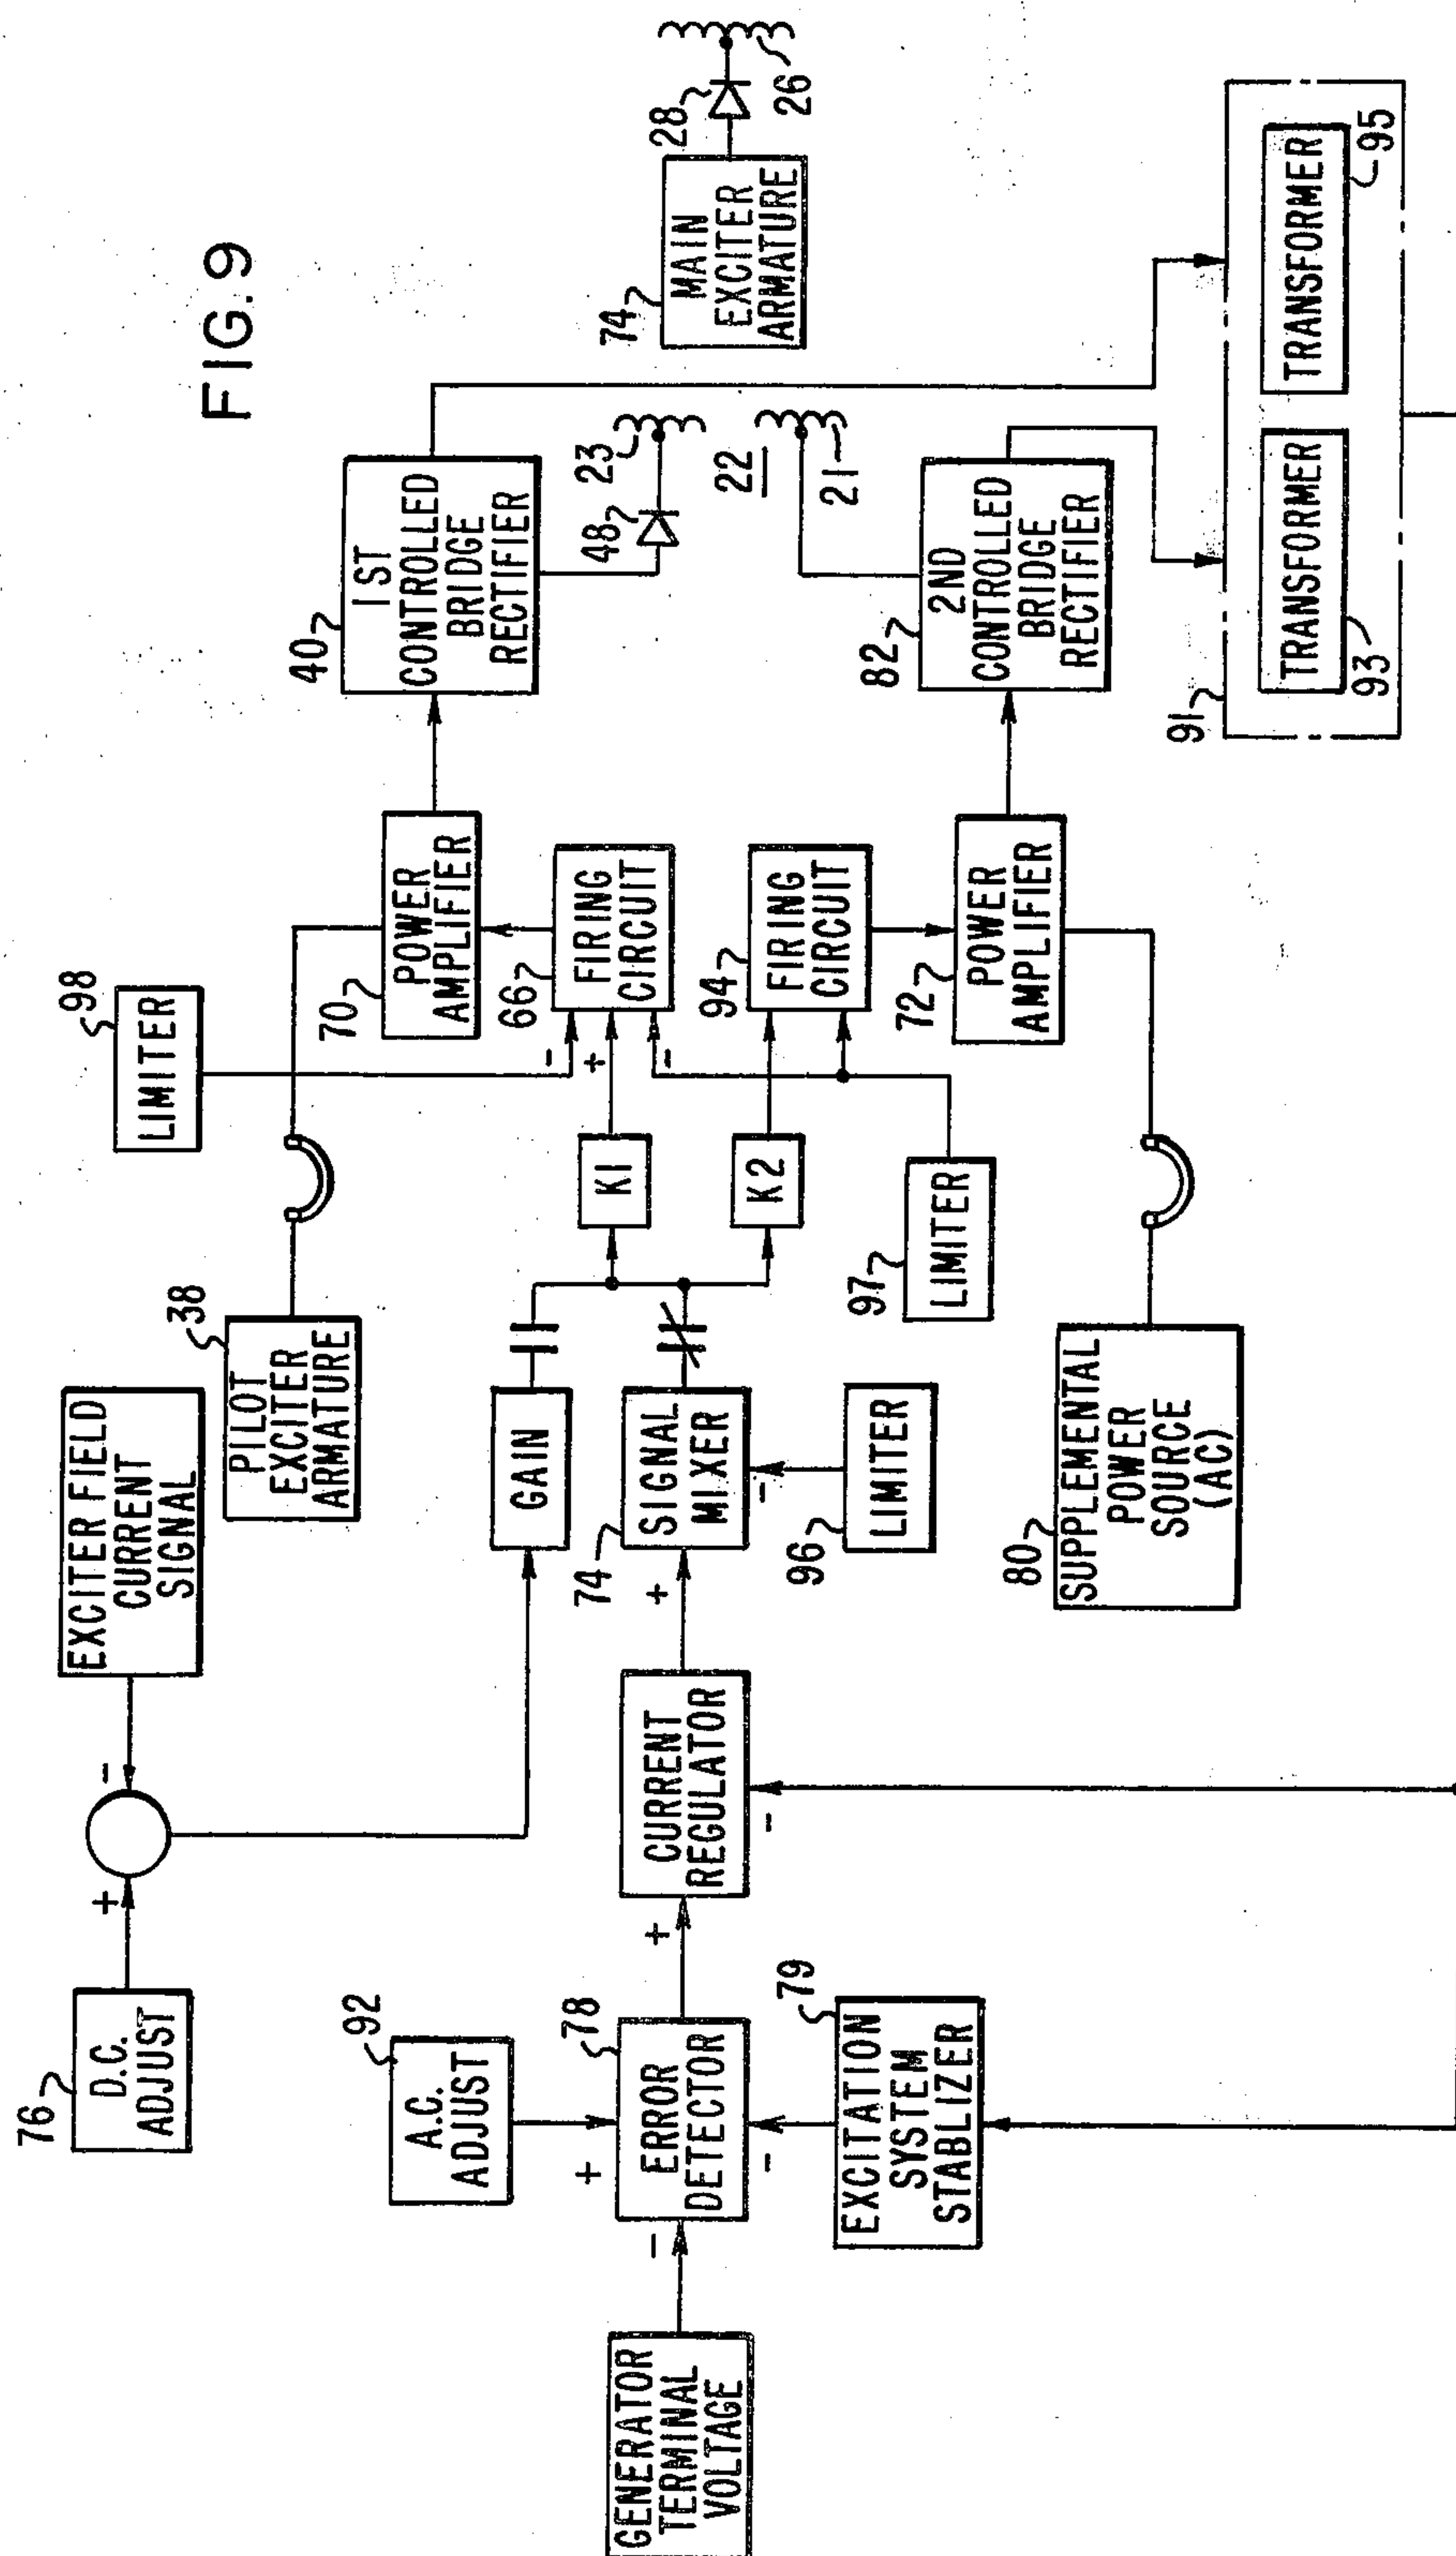 FIG. 9
76
D.C.
ADJUST
+
-
EXCITER FIELD
CURRENT
SIGNAL
38
PILOT
EXCITER
ARMATURE
98
LIMITER
70
POWER
AMPLIFIER
40
1ST
CONTROLLED
BRIDGE
RECTIFIER
92
A.C.
ADJUST
+
GENERATOR
TERMINAL
VOLTAGE
-
78
ERROR
DETECTOR
+
-
79
EXCITATION
SYSTEM
STABLIZER
CURRENT
REGULATOR
-
+
GAIN
74
SIGNAL
MIXER
-
96
LIMITER
K1
K2
-
+
-
66
FIRING
CIRCUIT
94
FIRING
CIRCUIT
97
LIMITER
48
23
22
21
74
MAIN
EXCITER
ARMATURE
28
26
80
SUPPLEMENTAL
POWER
SOURCE
(AC)
72
POWER
AMPLIFIER
82
2ND
CONTROLLED
BRIDGE
RECTIFIER
91
TRANSFORMER
93
TRANSFORMER
95